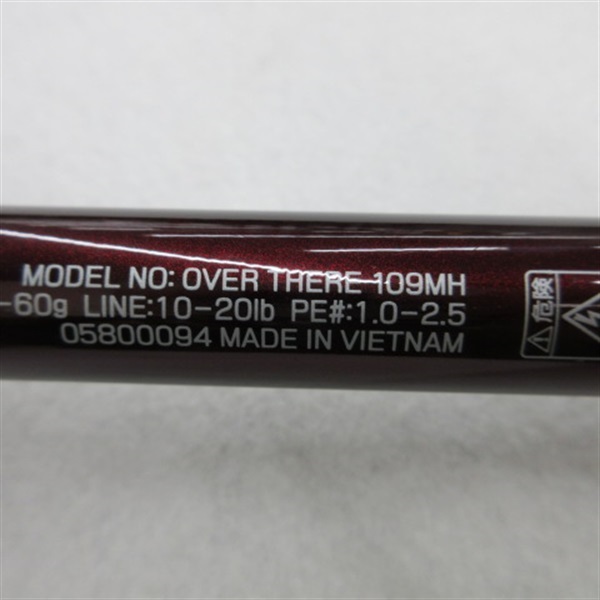 MODEL NO: OVER THERE 109MH
-60g LINE:10-20lb PE#:1.0-2.5
05800094 MADE IN VIETNAM
危険